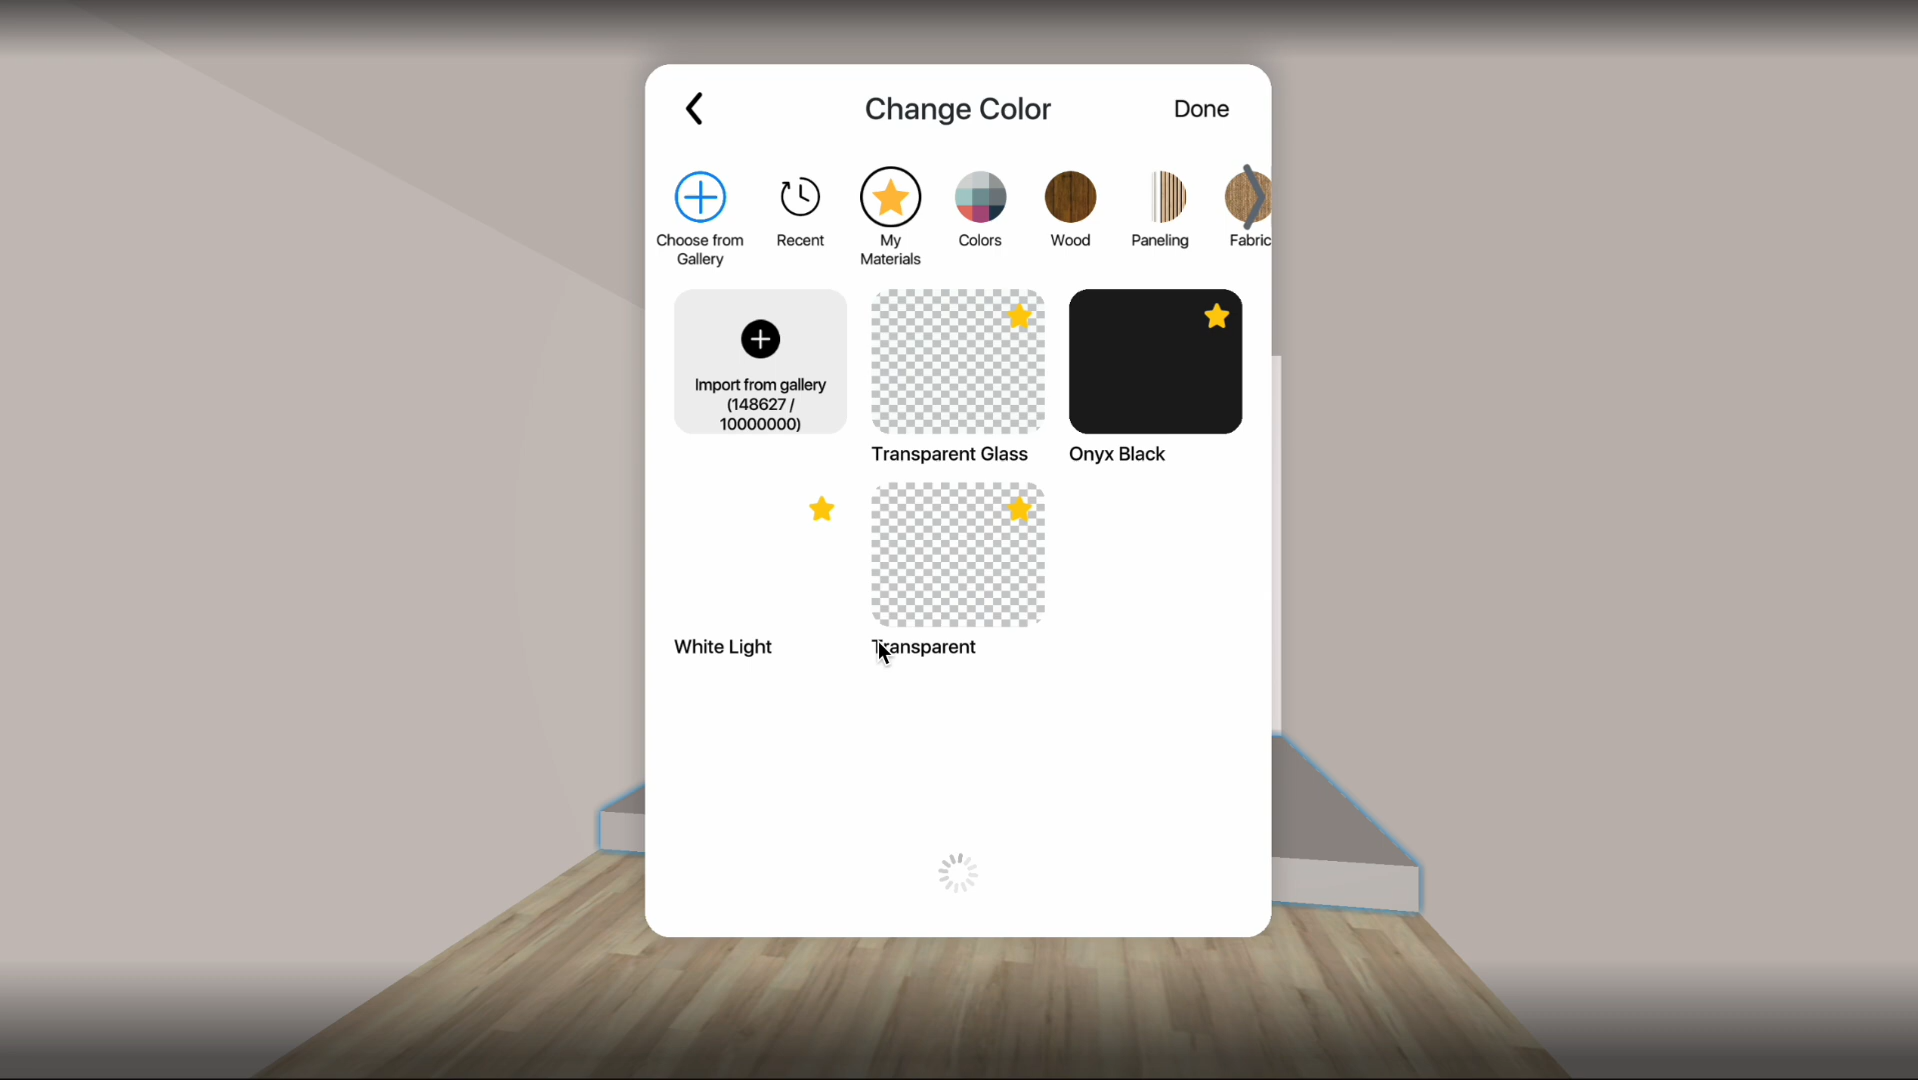 Change Color
Done
Choose from
Gallery
Recent
My
Materials
Colors
Wood
Paneling
Fabric
Import from gallery
(148627 /
10000000)
Transparent Glass
Onyx Black
White Light
Transparent